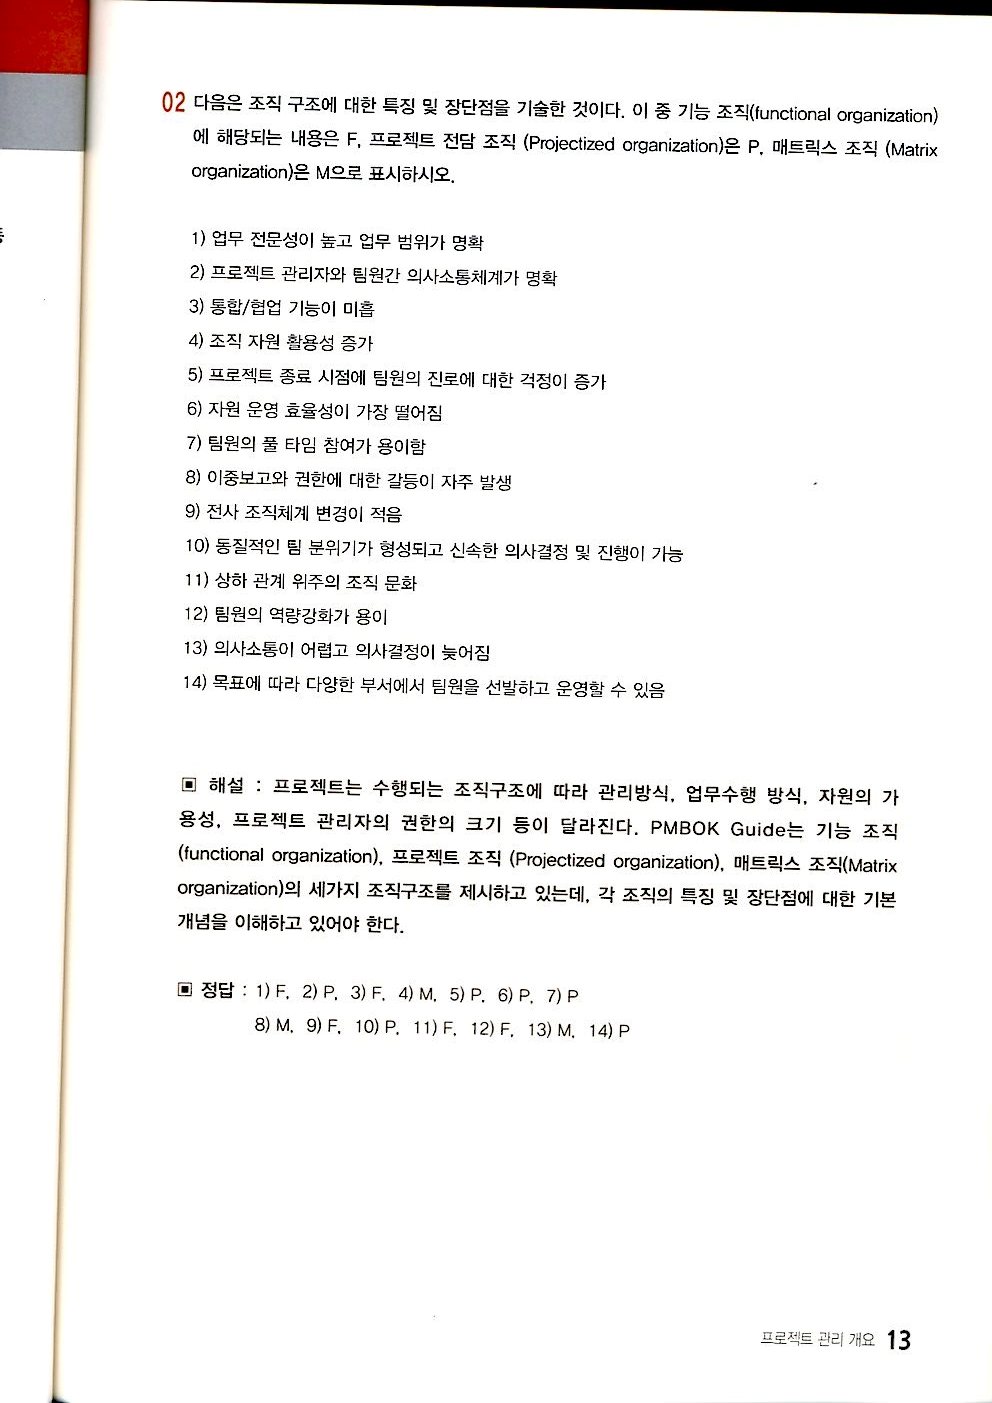 02 다음은 조직 구조에 대한 특징 및 장단점을 기술한 것이다. 이 중 기능 조직(functional organization)
에 해당되는 내용은 F, 프로젝트 전담 조직 (Projectized organization)은 P, 매트릭스 조직 (Matrix
organization)은 M으로 표시하시오.
1) 업무 전문성이 높고 업무 범위가 명확
2) 프로젝트 관리자와 팀원간 의사소통체계가 명확
3) 통합/협업 기능이 미흡
4) 조직 자원 활용성 증가
5) 프로젝트 종료 시점에 팀원의 진로에 대한 걱정이 증가
6) 자원 운영 효율성이 가장 떨어짐
7) 팀원의 풀 타임 참여가 용이함
8) 이중보고와 권한에 대한 갈등이 자주 발생
9) 전사 조직체계 변경이 적음
10) 동질적인 팀 분위기가 형성되고 신속한 의사결정 및 진행이 가능
11) 상하 관계 위주의 조직 문화
12) 팀원의 역량강화가 용이
13) 의사소통이 어렵고 의사결정이 늦어짐
14) 목표에 따라 다양한 부서에서 팀원을 선발하고 운영할 수 있음
▣ 해설 : 프로젝트는 수행되는 조직구조에 따라 관리방식, 업무수행 방식, 자원의 가
용성, 프로젝트 관리자의 권한의 크기 등이 달라진다. PMBOK Guide는 기능 조직
(functional organization), 프로젝트 조직 (Projectized organization), 매트릭스 조직(Matrix
organization)의 세가지 조직구조를 제시하고 있는데, 각 조직의 특징 및 장단점에 대한 기본
개념을 이해하고 있어야 한다.
▣ 정답 : 1) F, 2) P, 3) F, 4) M, 5) P, 6) P, 7) P
8) M, 9) F, 10) P, 11) F, 12) F, 13) M, 14) P
프로젝트 관리 개요 13